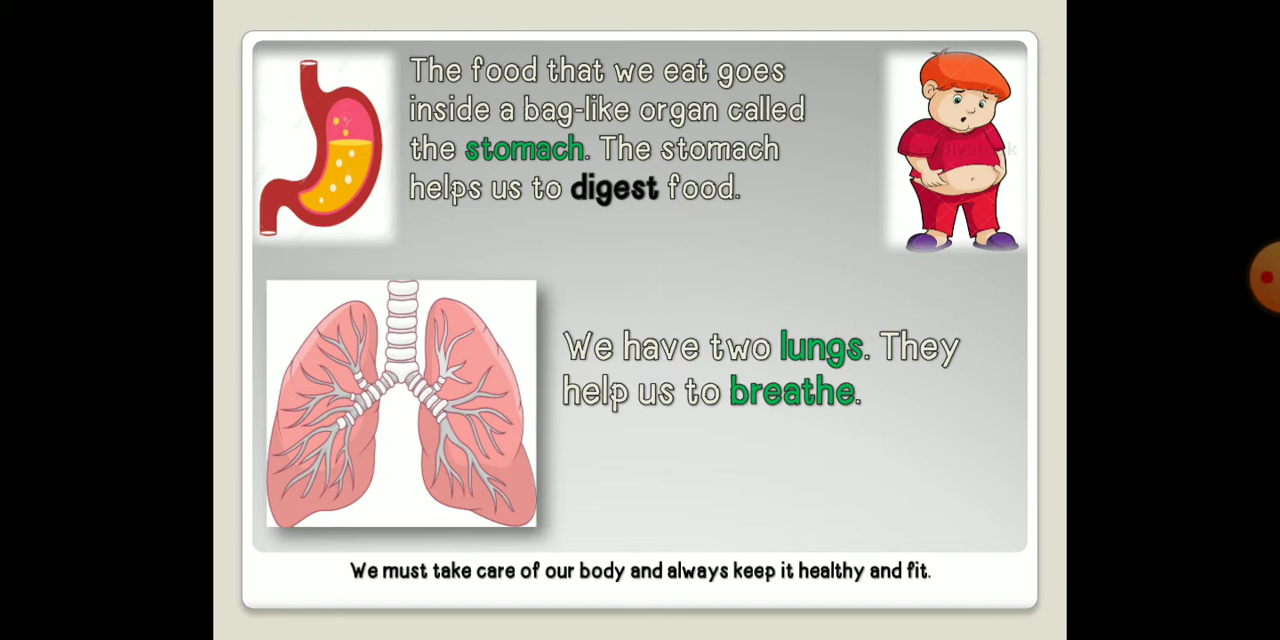 The food that we eat goes
inside a bag-like organ called
the stomach. The stomach
helps us to digest food.
We have two lungs. They
help us to breathe.
We must take care of our body and always keep it healthy and fit.